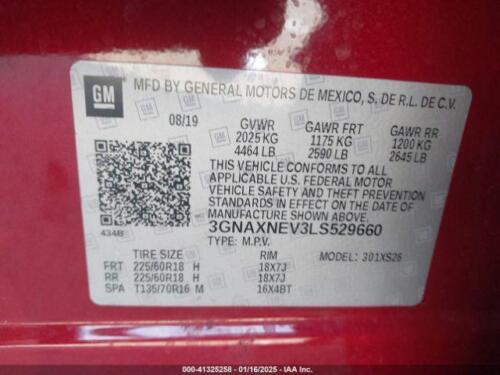 GM
MFD BY GENERAL MOTORS DE MEXICO, S. DE R.L. DE C.V.
08/19 GVWR GAWR FRT GAWR RR
2025 KG 1175 KG 1200 KG
4464 LB 2590 LB 2645 LB
THIS VEHICLE CONFORMS TO ALL
APPLICABLE U.S. FEDERAL MOTOR
VEHICLE SAFETY AND THEFT PREVENTION
STANDARDS IN EFFECT ON THE DATE OF
MANUFACTURE SHOWN ABOVE.
434B 3GNAXNEV3LS529660
TYPE: M.P.V. MODEL: 301XS26
TIRE SIZE RIM
FRT 225/60R18 H 18X7J
RR 225/60R18 H 18X7J
SPA T135/70R16 M 16X4BT
000-41325258 - 01/16/2025 - IAA Inc.